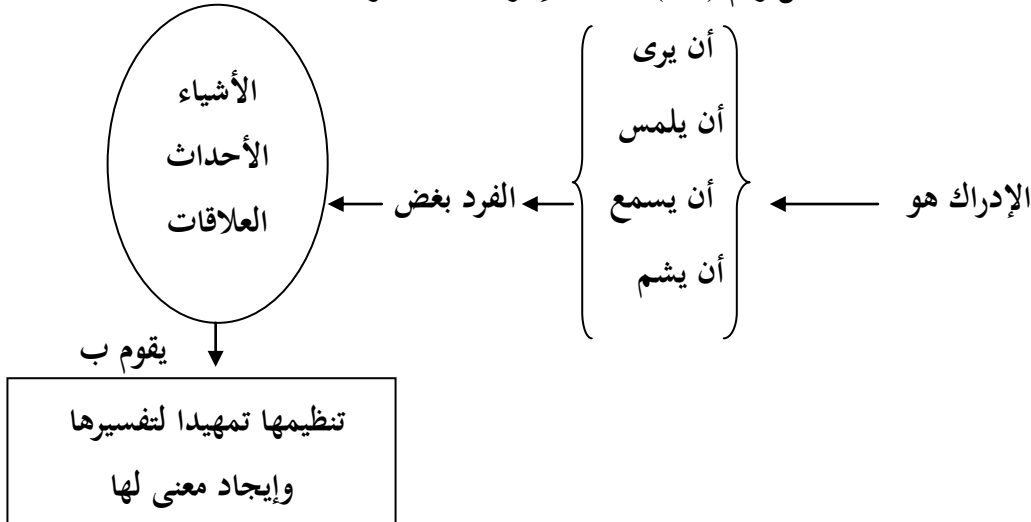 الإدراك هو
أن يرى
أن يلمس
أن يسمع
أن يشم
الفرد بغض
الأشياء
الأحداث
العلاقات
يقوم ب
تنظيمها تمهيدا لتفسيرها
وإيجاد معنى لها